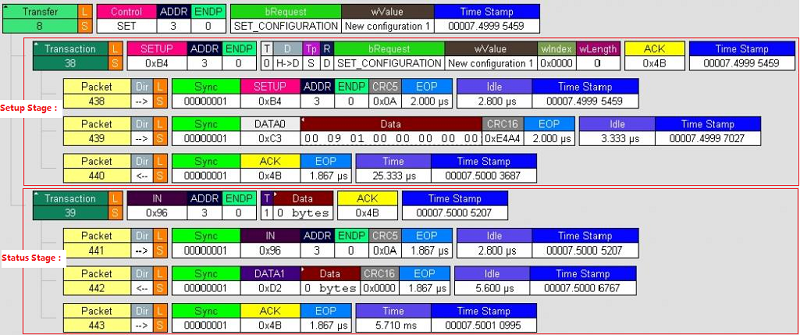 Transfer L Control ADDR ENDP bRequest wValue Time Stamp
8 S SET 3 0 SET_CONFIGURATION New configuration 1 00007.4999 5459
Transaction L SETUP ADDR ENDP T D Tp R bRequest wValue wIndex wLength ACK Time Stamp
38 S 0xB4 3 0 0 H->D S D SET_CONFIGURATION New configuration 1 0x0000 0 0x4B 00007.4999 5459
Packet Dir L Sync SETUP ADDR ENDP CRC5 EOP Idle Time Stamp
438 --> S 00000001 0xB4 3 0 0x0A 2.000 µs 2.800 µs 00007.4999 5459
Setup Stage :
Packet Dir L Sync DATA0 Data CRC16 EOP Idle Time Stamp
439 --> S 00000001 0xC3 00 09 01 00 00 00 00 00 0xE4A4 2.000 µs 3.333 µs 00007.4999 7027
Packet Dir L Sync ACK EOP Time Time Stamp
440 <-- S 00000001 0x4B 1.867 µs 25.333 µs 00007.5000 3687
Transaction L IN ADDR ENDP T Data ACK Time Stamp
39 S 0x96 3 0 1 0 bytes 0x4B 00007.5000 5207
Packet Dir L Sync IN ADDR ENDP CRC5 EOP Idle Time Stamp
441 --> S 00000001 0x96 3 0 0x0A 1.867 µs 2.800 µs 00007.5000 5207
Status Stage :
Packet Dir L Sync DATA1 Data CRC16 EOP Idle Time Stamp
442 <-- S 00000001 0xD2 0 bytes 0x0000 1.867 µs 5.600 µs 00007.5000 6767
Packet Dir L Sync ACK EOP Time Time Stamp
443 --> S 00000001 0x4B 1.867 µs 5.710 ms 00007.5001 0995